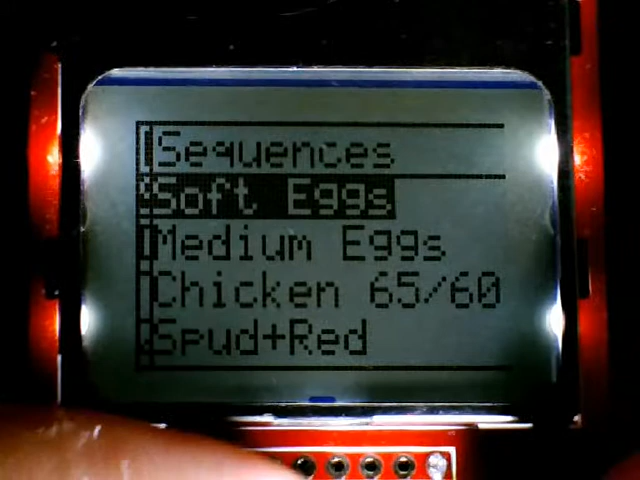 Sequences
Soft Eggs
Medium Eggs
Chicken 65/60
Spud+Red